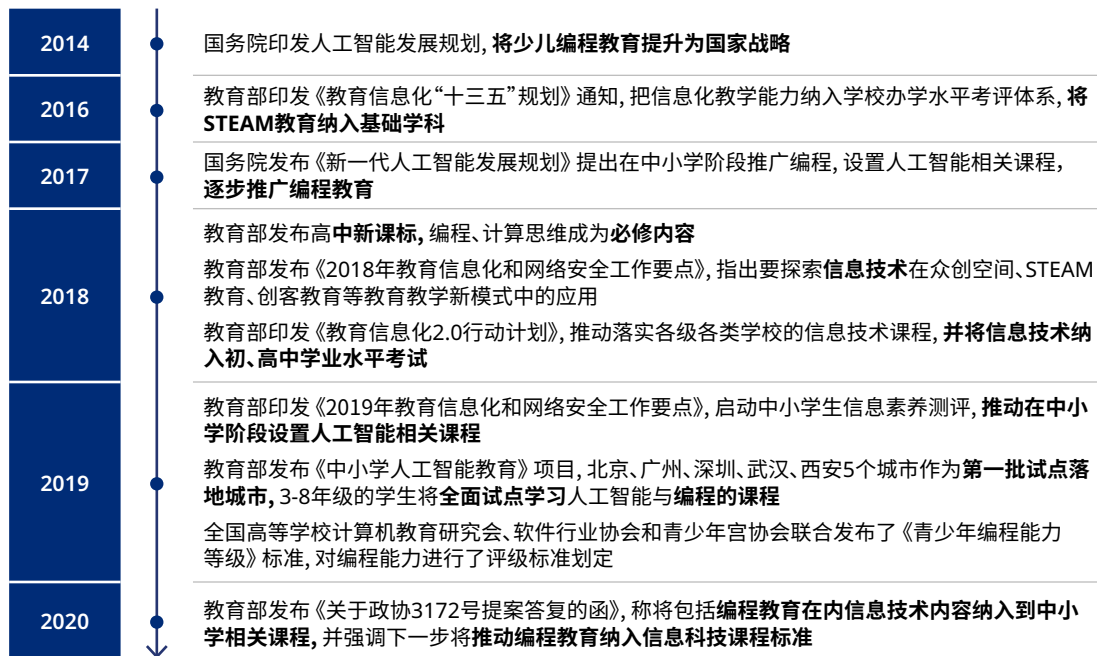 2014
国务院印发人工智能发展规划, 将少儿编程教育提升为国家战略
2016
教育部印发《教育信息化“十三五”规划》通知, 把信息化教学能力纳入学校办学水平考评体系, 将
STEAM教育纳入基础学科
2017
国务院发布《新一代人工智能发展规划》提出在中小学阶段推广编程, 设置人工智能相关课程,
逐步推广编程教育
2018
教育部发布高中新课标, 编程、计算思维成为必修内容
教育部发布《2018年教育信息化和网络安全工作要点》, 指出要探索信息技术在众创空间、STEAM
教育、创客教育等教育教学新模式中的应用
教育部印发《教育信息化2.0行动计划》, 推动落实各级各类学校的信息技术课程, 并将信息技术纳
入初、高中学业水平考试
2019
教育部印发《2019年教育信息化和网络安全工作要点》, 启动中小学生信息素养测评, 推动在中小
学阶段设置人工智能相关课程
教育部发布《中小学人工智能教育》项目, 北京、广州、深圳、武汉、西安5个城市作为第一批试点落
地城市, 3-8年级的学生将全面试点学习人工智能与编程的课程
全国高等学校计算机教育研究会、软件行业协会和青少年宫协会联合发布了《青少年编程能力
等级》标准, 对编程能力进行了评级标准划定
2020
教育部发布《关于政协3172号提案答复的函》, 称将包括编程教育在内信息技术内容纳入到中小
学相关课程, 并强调下一步将推动编程教育纳入信息科技课程标准